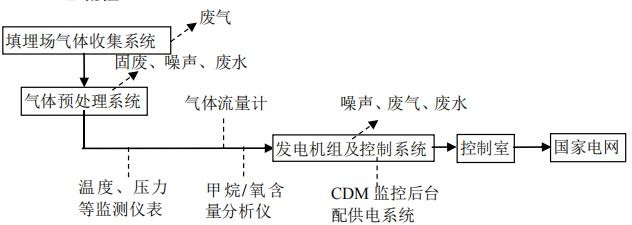 废气
填埋场气体收集系统
固废、噪声、废水
气体预处理系统
气体流量计
噪声、废气、废水
发电机组及控制系统
控制室
国家电网
温度、压力
等监测仪表
甲烷/氧含
量分析仪
CDM 监控后台
配供电系统